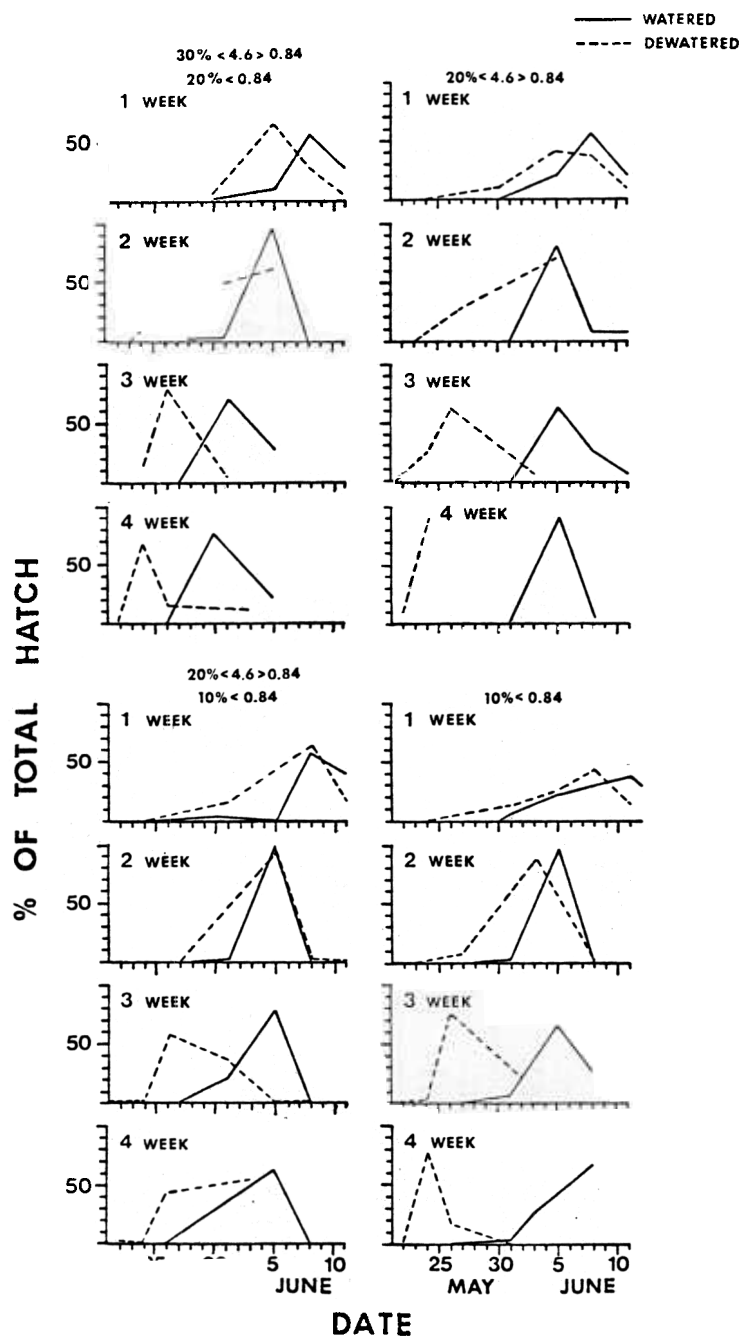 WATERED
DEWATERED
30%<4.6>0.84
20%<0.84
1 WEEK
50
2 WEEK
50
3 WEEK
50
4 WEEK
50
20%<4.6>0.84
1 WEEK
2 WEEK
3 WEEK
4 WEEK
20%<4.6>0.84
10%<0.84
1 WEEK
50
2 WEEK
50
3 WEEK
50
4 WEEK
50
5 10
JUNE
10%<0.84
1 WEEK
2 WEEK
3 WEEK
4 WEEK
25 30 5 10
MAY JUNE
% OF TOTAL HATCH
DATE